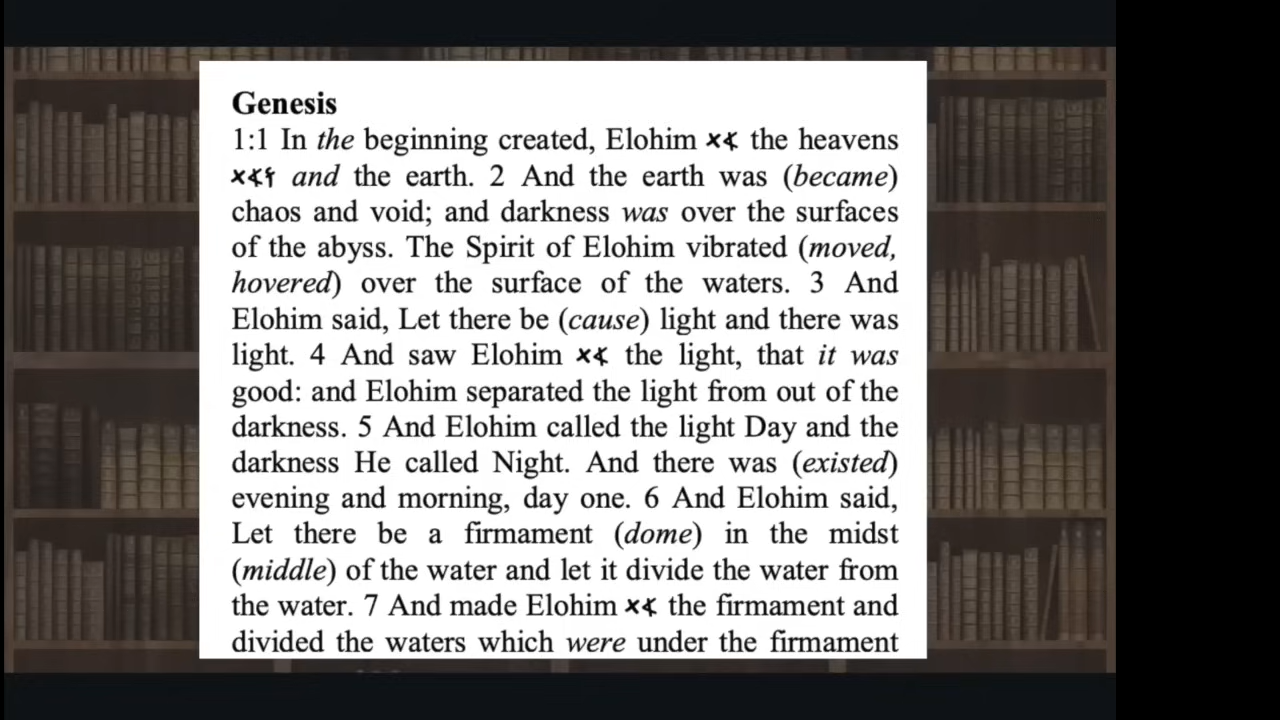 Genesis
1:1 In the beginning created, Elohim 𐤀𐤕 the heavens
𐤅𐤀𐤕 and the earth. 2 And the earth was (became)
chaos and void; and darkness was over the surfaces
of the abyss. The Spirit of Elohim vibrated (moved,
hovered) over the surface of the waters. 3 And
Elohim said, Let there be (cause) light and there was
light. 4 And saw Elohim 𐤀𐤕 the light, that it was
good: and Elohim separated the light from out of the
darkness. 5 And Elohim called the light Day and the
darkness He called Night. And there was (existed)
evening and morning, day one. 6 And Elohim said,
Let there be a firmament (dome) in the midst
(middle) of the water and let it divide the water from
the water. 7 And made Elohim 𐤀𐤕 the firmament and
divided the waters which were under the firmament